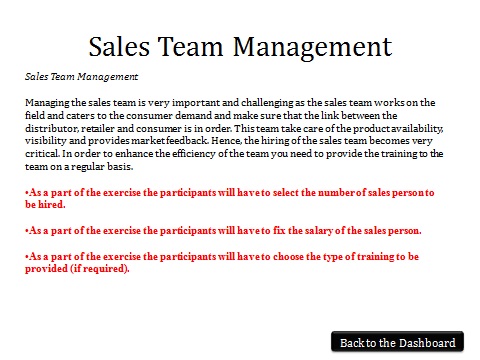 Sales Team Management
Sales Team Management
Managing the sales team is very important and challenging as the sales team works on the
field and caters to the consumer demand and make sure that the link between the
distributor, retailer and consumer is in order. This team take care of the product availability,
visibility and provides market feedback. Hence, the hiring of the sales team becomes very
critical. In order to enhance the efficiency of the team you need to provide the training to the
team on a regular basis.
•As a part of the exercise the participants will have to select the number of sales person to
be hired.
•As a part of the exercise the participants will have to fix the salary of the sales person.
•As a part of the exercise the participants will have to choose the type of training to be
provided (if required).
Back to the Dashboard